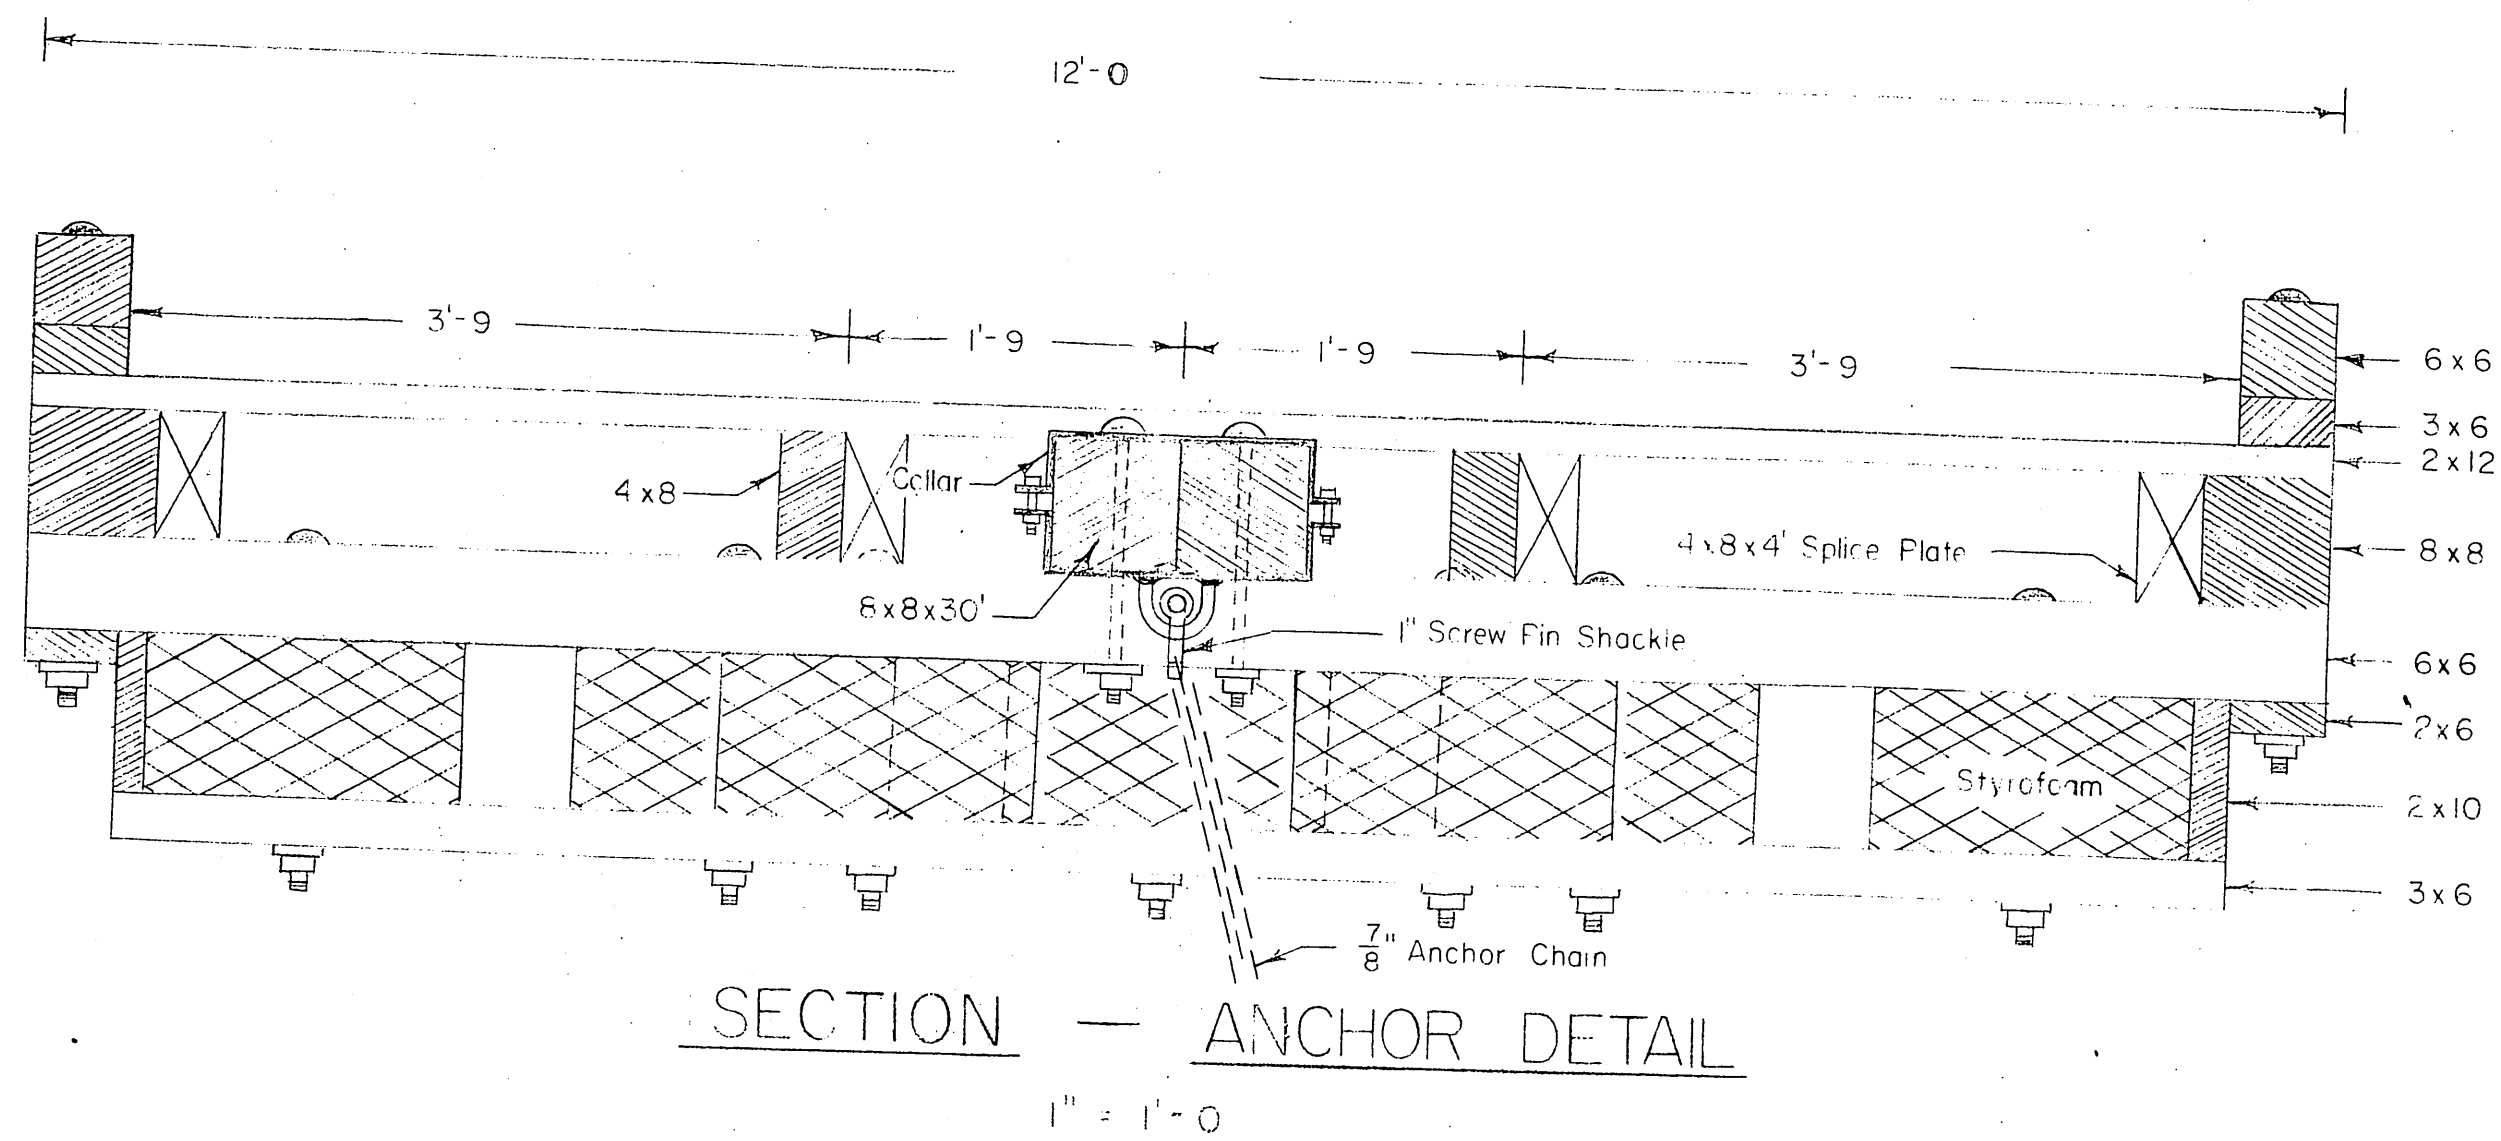 12'-0
3'-9
1'-9
1'-9
3'-9
6x6
3x6
2x12
4x8
Collar
4x8x4' Splice Plate
8x8
8x8x30'
1" Screw Pin Shackle
6x6
2x6
Styrofoam
2x10
3x6
7/8" Anchor Chain
SECTION — ANCHOR DETAIL
1" = 1'-0